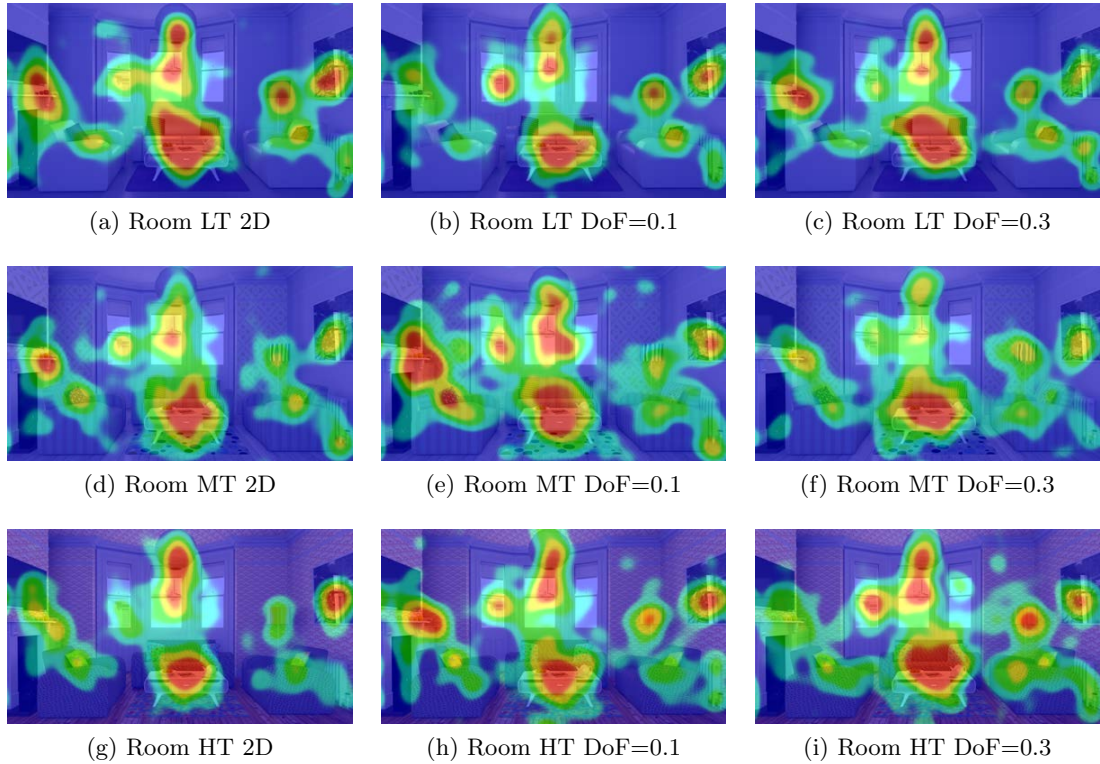 (a) Room LT 2D
(b) Room LT DoF=0.1
(c) Room LT DoF=0.3
(d) Room MT 2D
(e) Room MT DoF=0.1
(f) Room MT DoF=0.3
(g) Room HT 2D
(h) Room HT DoF=0.1
(i) Room HT DoF=0.3